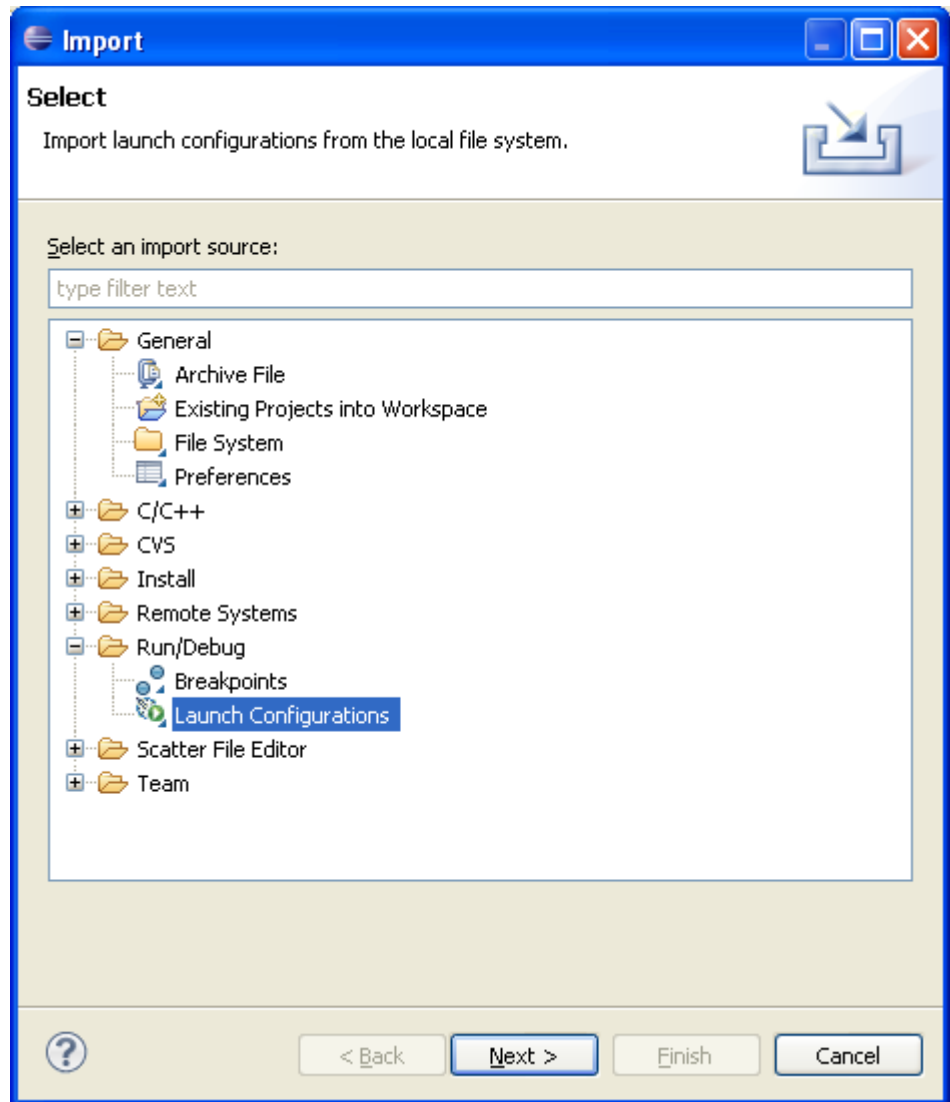 Import
Select
Import launch configurations from the local file system.
Select an import source:
type filter text
General
Archive File
Existing Projects into Workspace
File System
Preferences
C/C++
CVS
Install
Remote Systems
Run/Debug
Breakpoints
Launch Configurations
Scatter File Editor
Team
? < Back Next > Finish Cancel